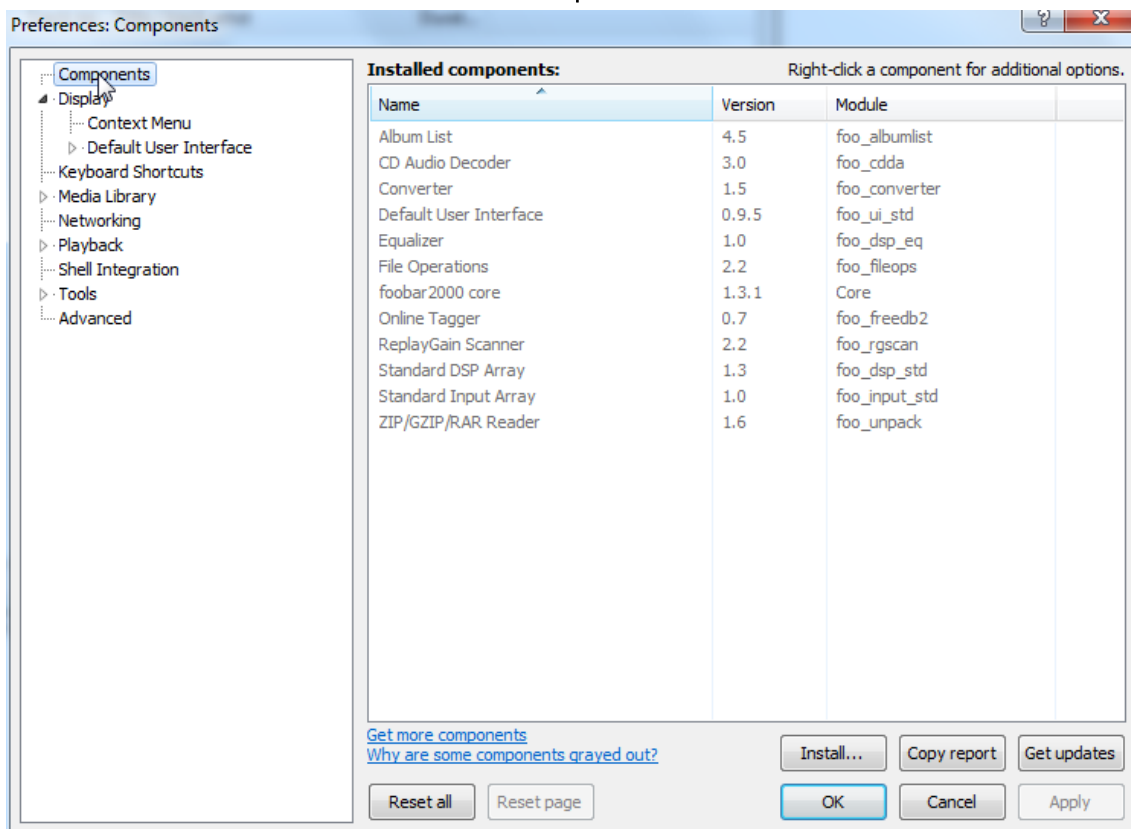 Preferences: Components
Components
Display
Context Menu
Default User Interface
Keyboard Shortcuts
Media Library
Networking
Playback
Shell Integration
Tools
Advanced
Installed components: Right-click a component for additional options.
Name Version Module
Album List 4.5 foo_albumlist
CD Audio Decoder 3.0 foo_cdda
Converter 1.5 foo_converter
Default User Interface 0.9.5 foo_ui_std
Equalizer 1.0 foo_dsp_eq
File Operations 2.2 foo_fileops
foobar2000 core 1.3.1 Core
Online Tagger 0.7 foo_freedb2
ReplayGain Scanner 2.2 foo_rgscan
Standard DSP Array 1.3 foo_dsp_std
Standard Input Array 1.0 foo_input_std
ZIP/GZIP/RAR Reader 1.6 foo_unpack
Get more components
Why are some components grayed out?
Install... Copy report Get updates
Reset all Reset page OK Cancel Apply